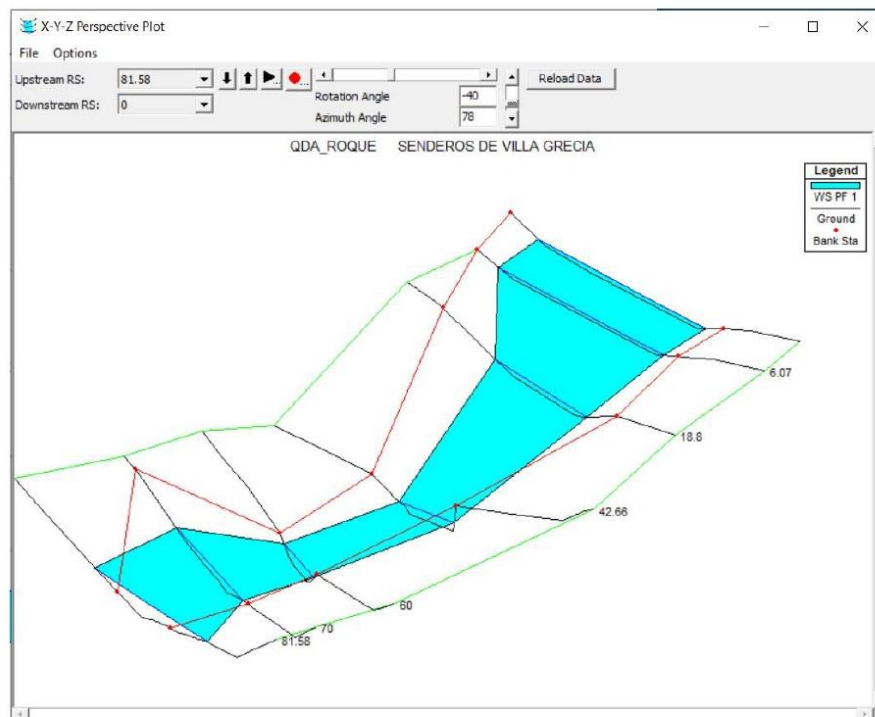 X-Y-Z Perspective Plot
File Options
Upstream RS: 81.58
Downstream RS: 0
Rotation Angle -40
Azimuth Angle 78
Reload Data
QDA_ROQUE SENDEROS DE VILLA GRECIA
Legend
WS PF 1
Ground
Bank Sta
6.07
18.8
42.66
60
70
81.58